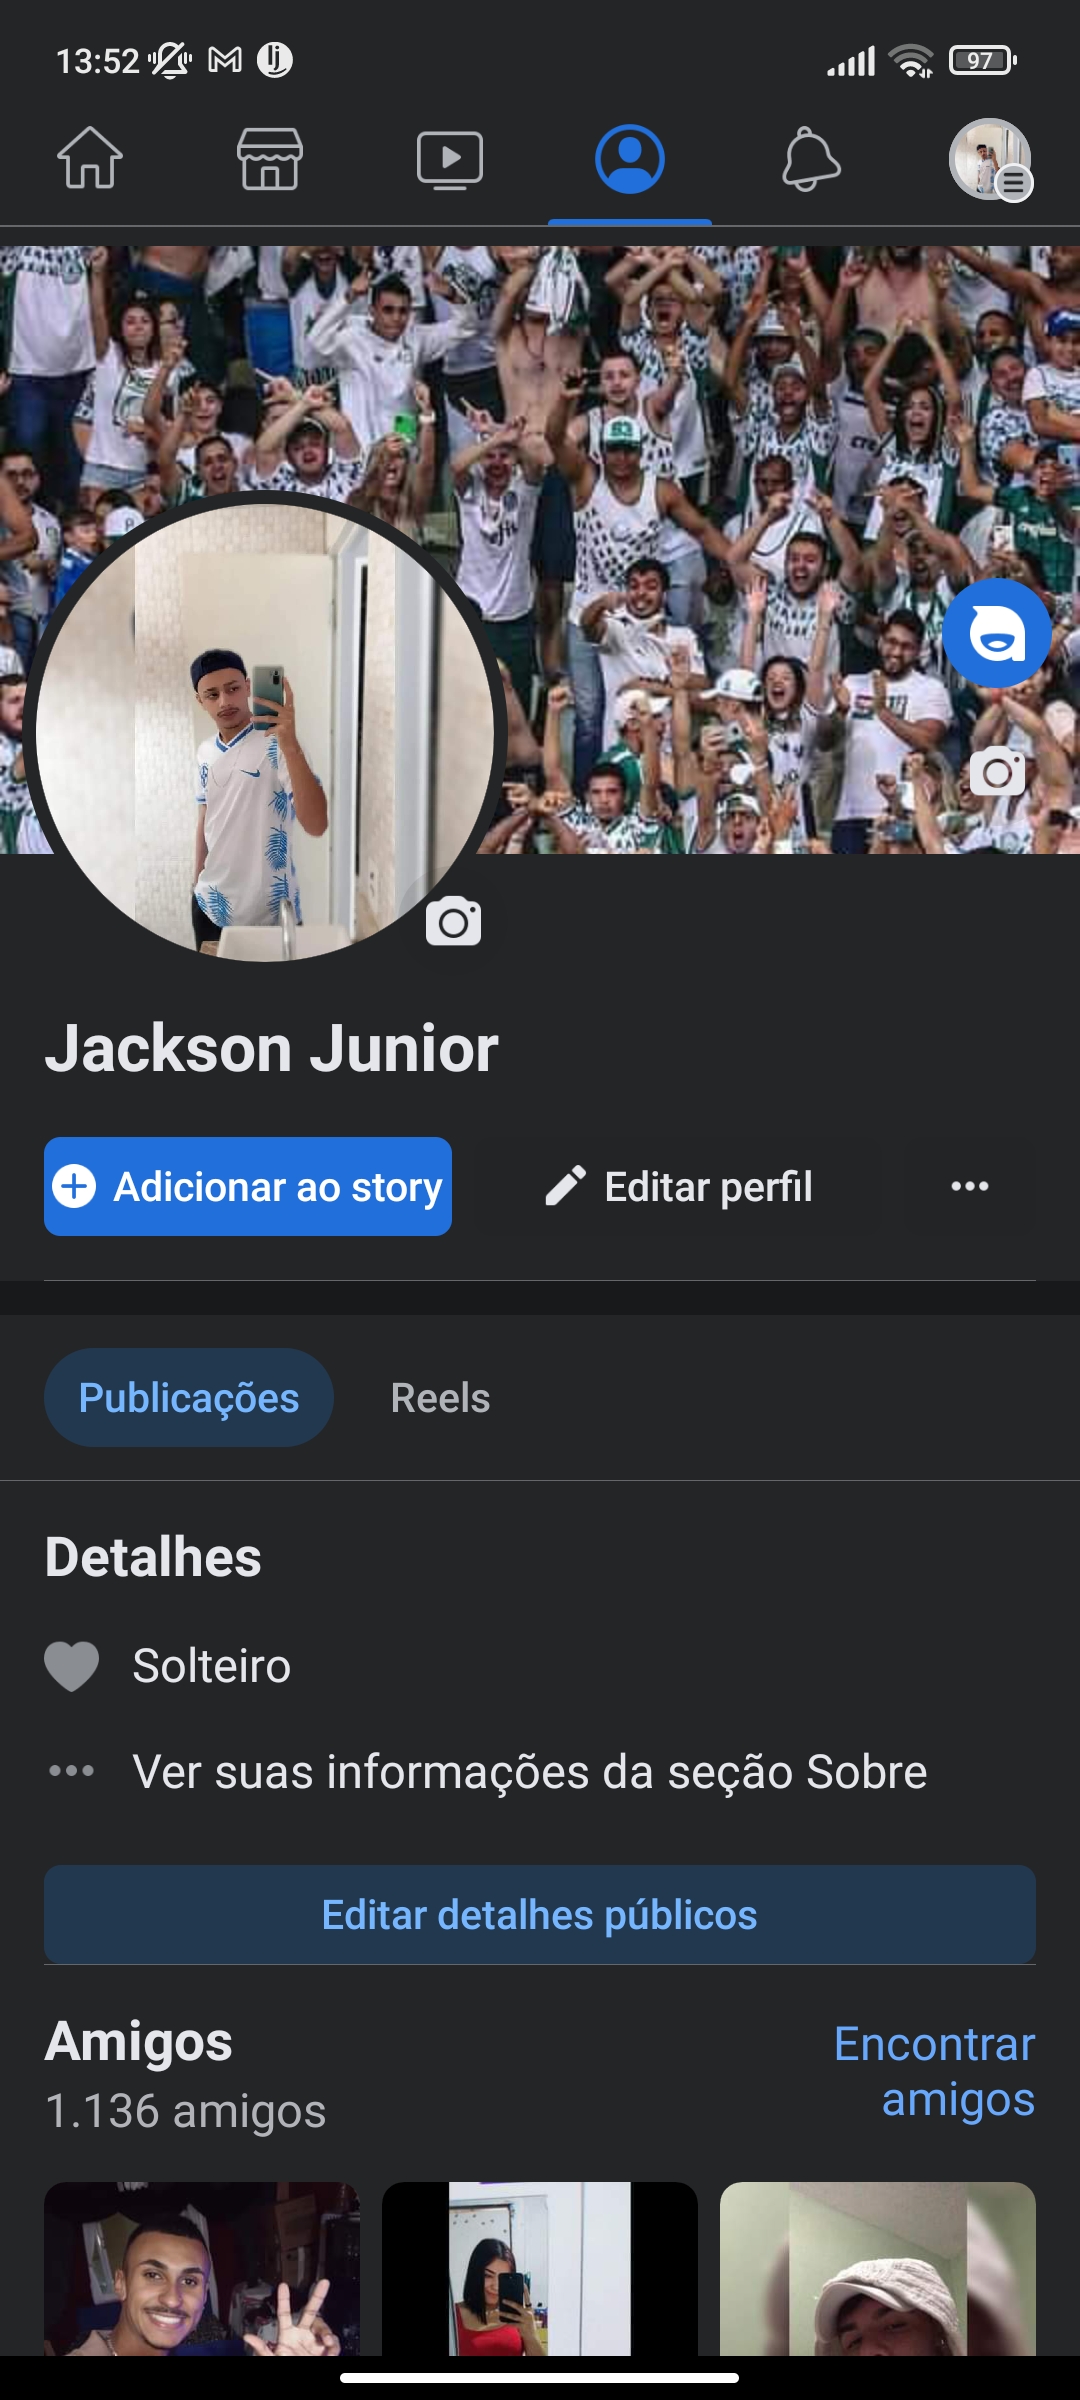 13:52
97
Jackson Junior
Adicionar ao story
Editar perfil
Publicações
Reels
Detalhes
Solteiro
Ver suas informações da seção Sobre
Editar detalhes públicos
Amigos
Encontrar
amigos
1.136 amigos